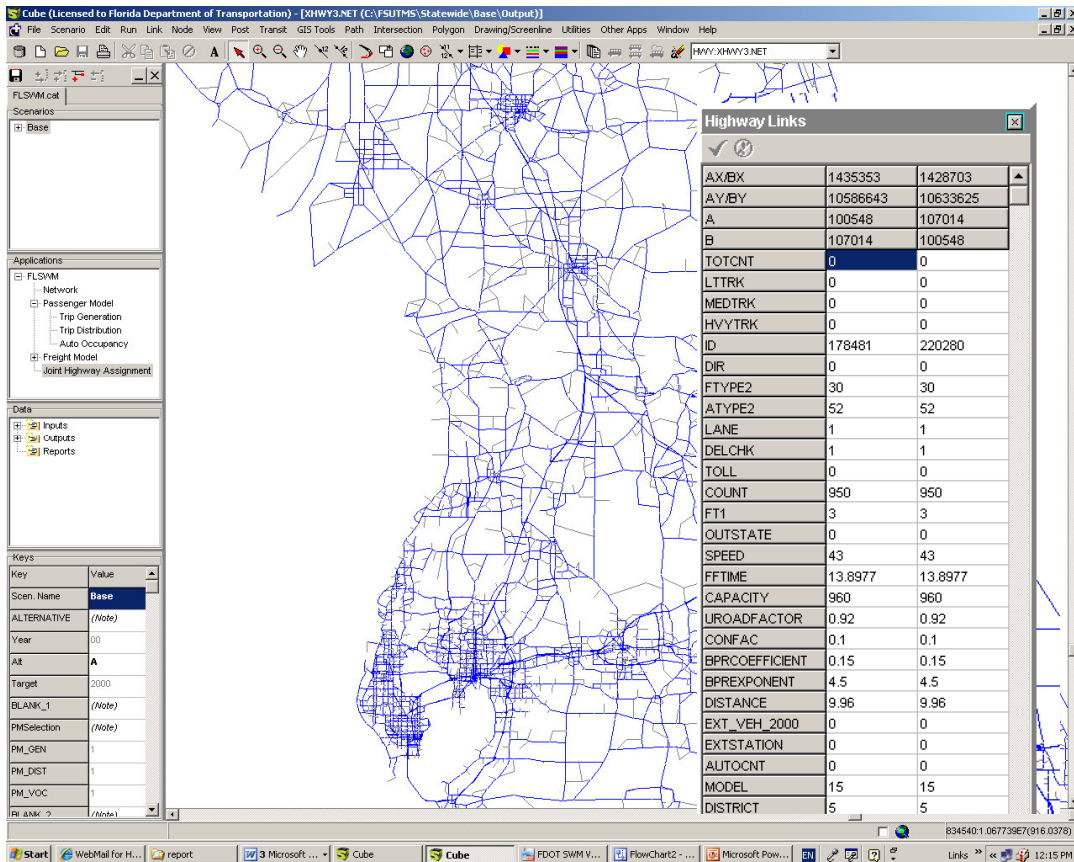 Cube (Licensed to Florida Department of Transportation) - [XHWY3.NET (C:\FSUTMS\Statewide\Base\Output)]
File Scenario Edit Run Link Node View Post Transit GIS Tools Path Intersection Polygon Drawing/Screenline Utilities Other Apps Window Help
HWY:XHWY3.NET
FLSWM.cat
Scenarios
Base
Applications
FLSWM
Network
Passenger Model
Trip Generation
Trip Distribution
Auto Occupancy
Freight Model
Joint Highway Assignment
Data
Inputs
Outputs
Reports
Keys
Key Value
Scen. Name Base
ALTERNATIVE (Note)
Year 00
Alt A
Target 2000
BLANK_1 (Note)
PMSelection (Note)
PM_GEN 1
PM_DIST 1
PM_VOC 1
BLANK_2 (Note)
Highway Links
AX/BX 1435353 1428703
AY/BY 10586643 10633625
A 100548 107014
B 107014 100548
TOTCNT 0 0
LTTRK 0 0
MEDTRK 0 0
HVYTRK 0 0
ID 178481 220280
DIR 0 0
FTYPE2 30 30
ATYPE2 52 52
LANE 1 1
DELCHK 1 1
TOLL 0 0
COUNT 950 950
FT1 3 3
OUTSTATE 0 0
SPEED 43 43
FFTIME 13.8977 13.8977
CAPACITY 960 960
UROADFACTOR 0.92 0.92
CONFAC 0.1 0.1
BPRCOEFFICIENT 0.15 0.15
BPREXPONENT 4.5 4.5
DISTANCE 9.96 9.96
EXT_VEH_2000 0 0
EXTSTATION 0 0
AUTOCNT 0 0
MODEL 15 15
DISTRICT 5 5
834540:1.067739E7(916.0378)
Start WebMail for H... report 3 Microsoft ... Cube Cube FDOT SWM V... FlowChart2 - ... Microsoft Pow... EN Links » « 12:15 PM